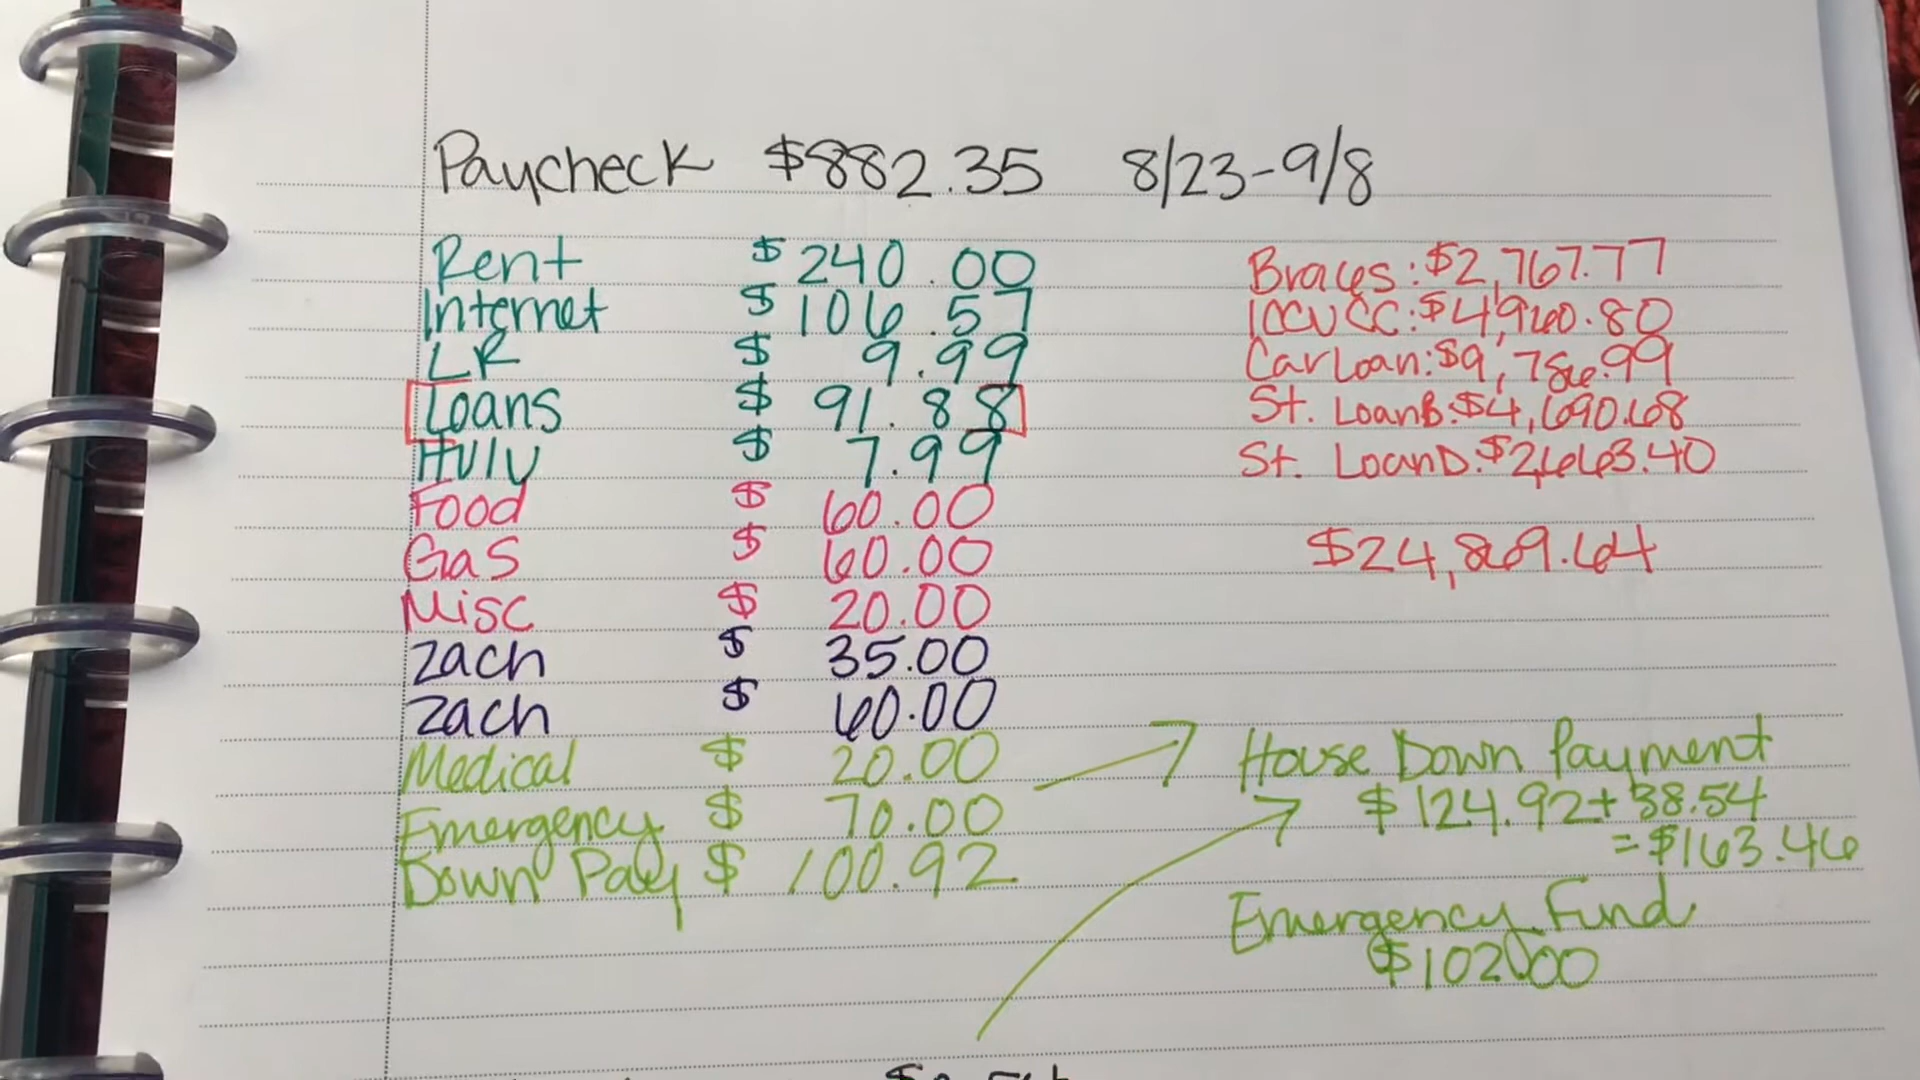 Paycheck $882.35 8/23-9/8
Rent $240.00
Internet $106.57
LR $ 9.99
Loans $ 91.88
Hulu $ 7.99
Food $ 60.00
Gas $ 60.00
Misc $ 20.00
Zach $ 35.00
Zach $ 60.00
Medical $ 20.00
Emergency $ 70.00
Down Pay $ 100.92
Braces: $2,767.77
ICCU CC: $4,960.80
Car Loan: $9,786.99
St. Loan B: $4,690.68
St. Loan D: $2,663.40
$24,869.64
House Down Payment
$124.92 + 38.54
= $163.46
Emergency Fund
$102.00